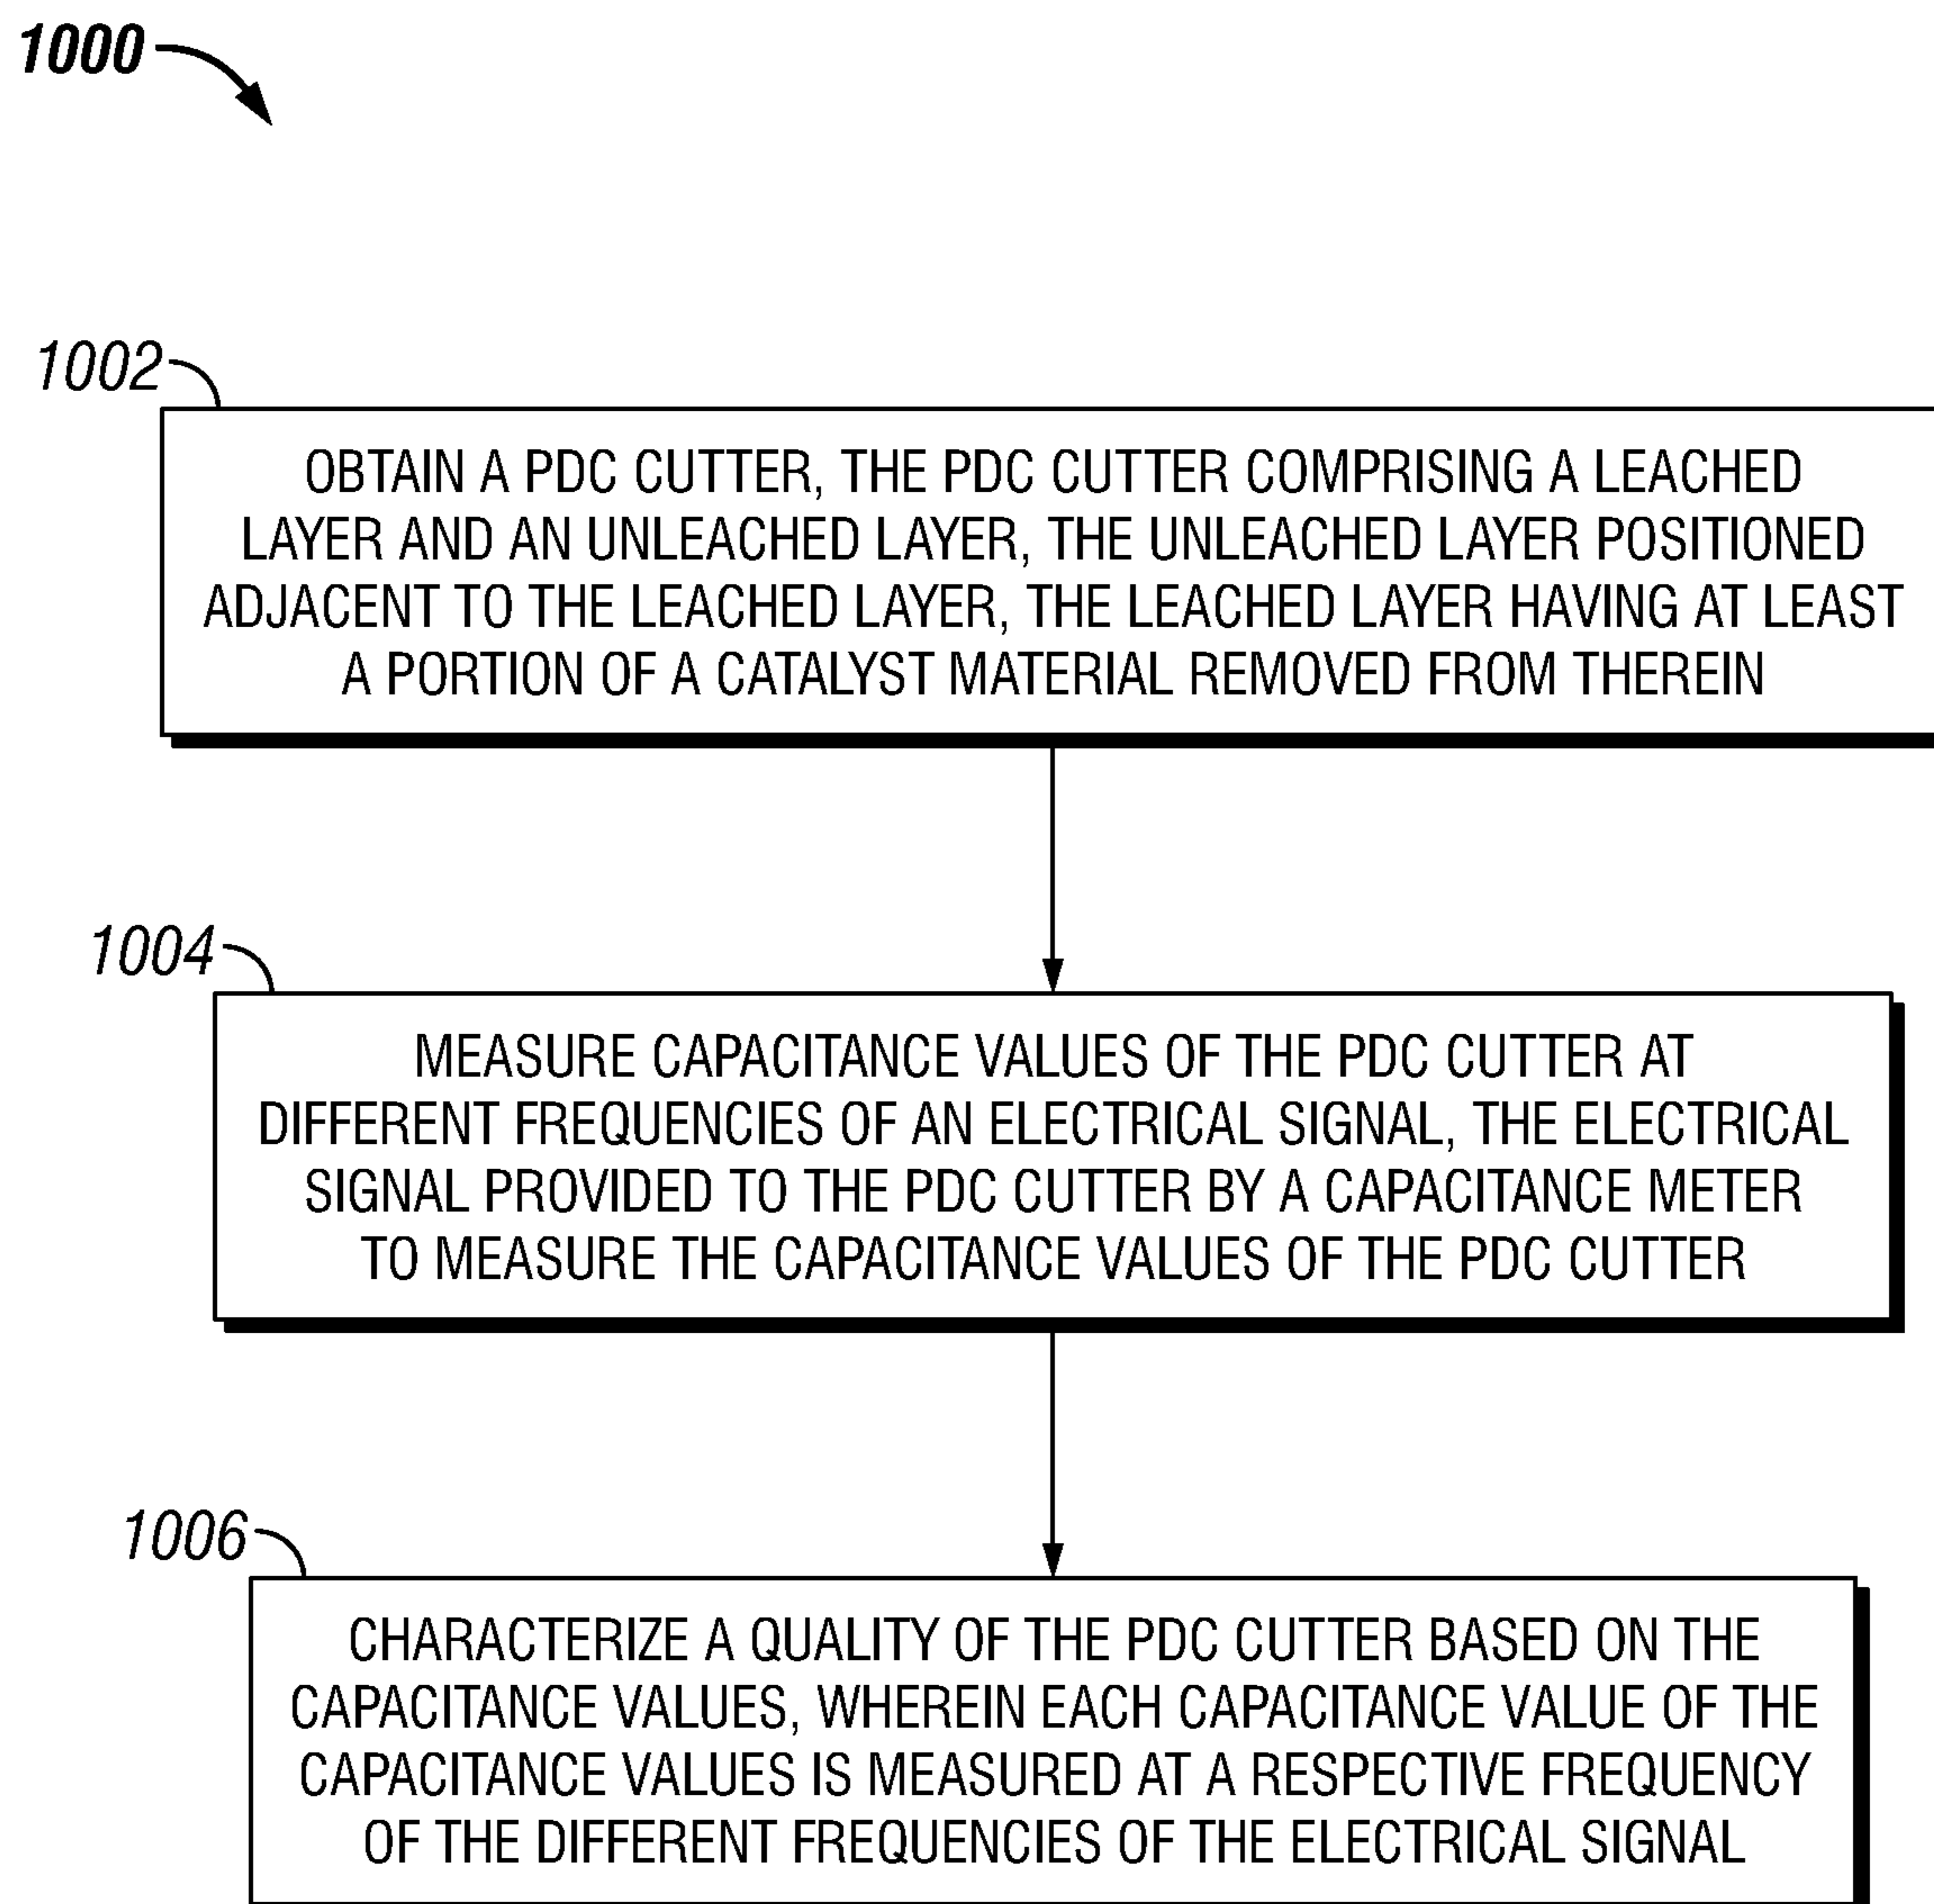 1000
1002
OBTAIN A PDC CUTTER, THE PDC CUTTER COMPRISING A LEACHED
LAYER AND AN UNLEACHED LAYER, THE UNLEACHED LAYER POSITIONED
ADJACENT TO THE LEACHED LAYER, THE LEACHED LAYER HAVING AT LEAST
A PORTION OF A CATALYST MATERIAL REMOVED FROM THEREIN
1004
MEASURE CAPACITANCE VALUES OF THE PDC CUTTER AT
DIFFERENT FREQUENCIES OF AN ELECTRICAL SIGNAL, THE ELECTRICAL
SIGNAL PROVIDED TO THE PDC CUTTER BY A CAPACITANCE METER
TO MEASURE THE CAPACITANCE VALUES OF THE PDC CUTTER
1006
CHARACTERIZE A QUALITY OF THE PDC CUTTER BASED ON THE
CAPACITANCE VALUES, WHEREIN EACH CAPACITANCE VALUE OF THE
CAPACITANCE VALUES IS MEASURED AT A RESPECTIVE FREQUENCY
OF THE DIFFERENT FREQUENCIES OF THE ELECTRICAL SIGNAL